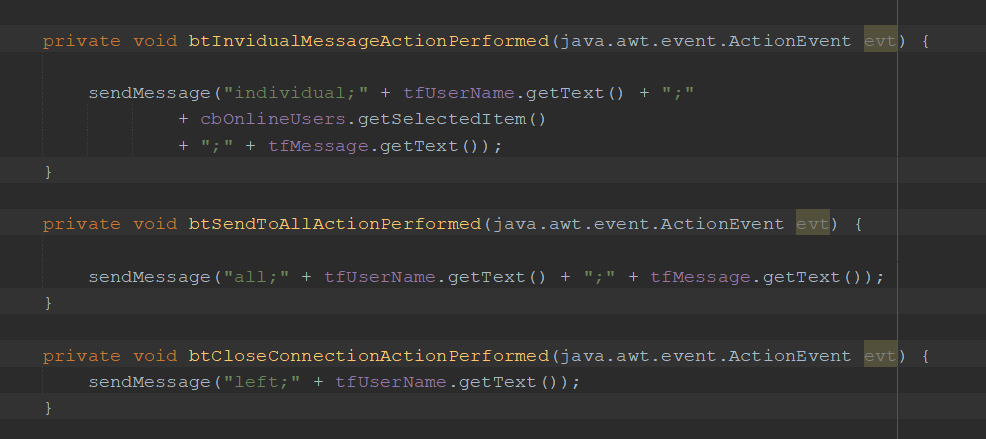 private void btInvidualMessageActionPerformed(java.awt.event.ActionEvent evt) {
sendMessage("individual;" + tfUserName.getText() + ";"
+ cbOnlineUsers.getSelectedItem()
+ ";" + tfMessage.getText());
}
private void btSendToAllActionPerformed(java.awt.event.ActionEvent evt) {
sendMessage("all;" + tfUserName.getText() + ";" + tfMessage.getText());
}
private void btCloseConnectionActionPerformed(java.awt.event.ActionEvent evt) {
sendMessage("left;" + tfUserName.getText());
}